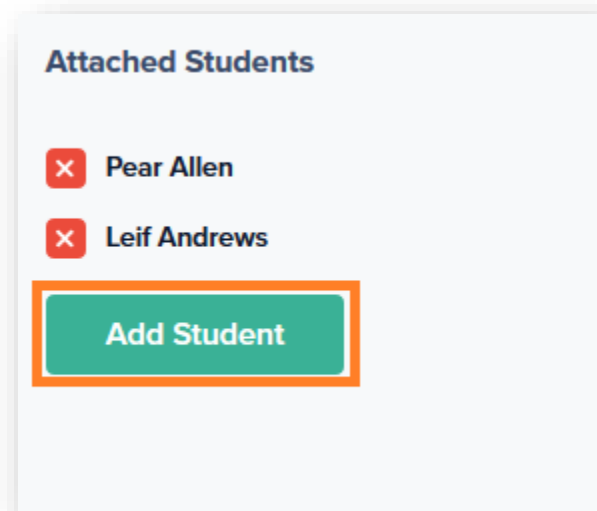 Attached Students
Pear Allen
Leif Andrews
Add Student